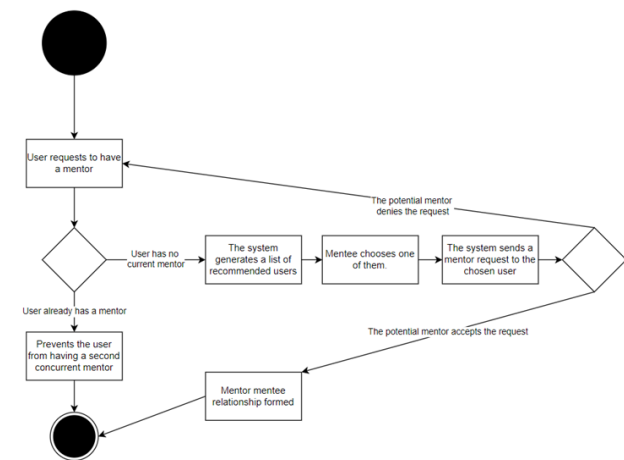 User requests to have
a mentor
The potential mentor
denies the request
User has no
current mentor
The system
generates a list of
recommended users
Mentee chooses one
of them.
The system sends a
mentor request to the
chosen user
User already has a mentor
The potential mentor accepts the request
Prevents the user
from having a second
concurrent mentor
Mentor mentee
relationship formed